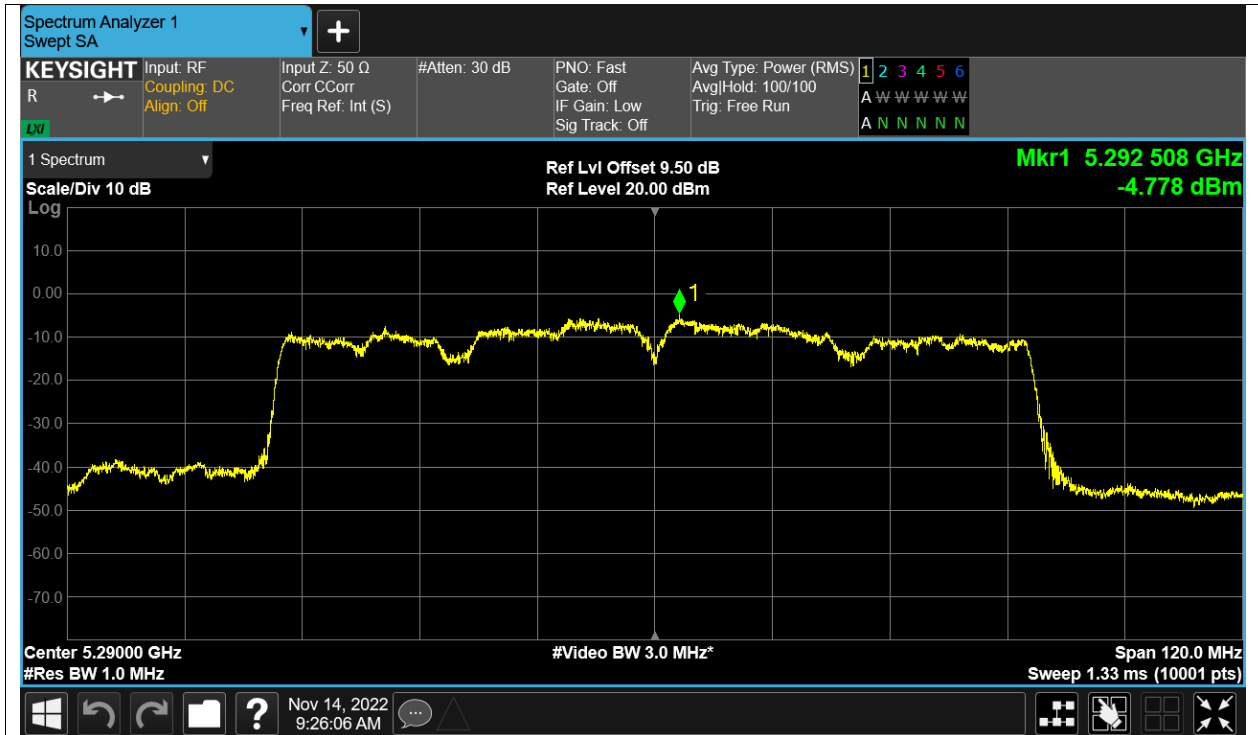 Spectrum Analyzer 1
Swept SA
+
KEYSIGHT
R
LXI
Input: RF
Coupling: DC
Align: Off
Input Z: 50 Ω
Corr CCorr
Freq Ref: Int (S)
#Atten: 30 dB
PNO: Fast
Gate: Off
IF Gain: Low
Sig Track: Off
Avg Type: Power (RMS)
Avg|Hold: 100/100
Trig: Free Run
1 2 3 4 5 6
A W W W W W
A N N N N N
1 Spectrum
Scale/Div 10 dB
Log
Ref Lvl Offset 9.50 dB
Ref Level 20.00 dBm
Mkr1 5.292 508 GHz
-4.778 dBm
10.0
0.00
-10.0
-20.0
-30.0
-40.0
-50.0
-60.0
-70.0
1
Center 5.29000 GHz
#Res BW 1.0 MHz
#Video BW 3.0 MHz*
Span 120.0 MHz
Sweep 1.33 ms (10001 pts)
?
Nov 14, 2022
9:26:06 AM